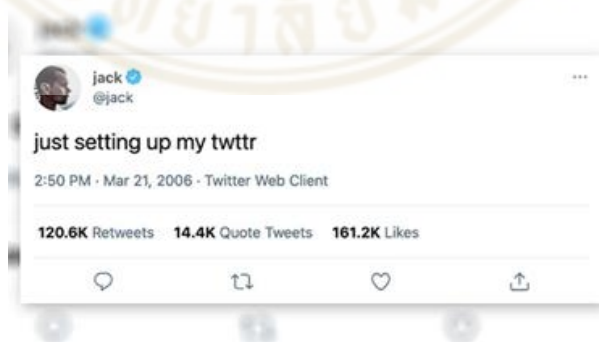 jack
@jack
just setting up my twttr
2:50 PM · Mar 21, 2006 · Twitter Web Client
120.6K Retweets 14.4K Quote Tweets 161.2K Likes